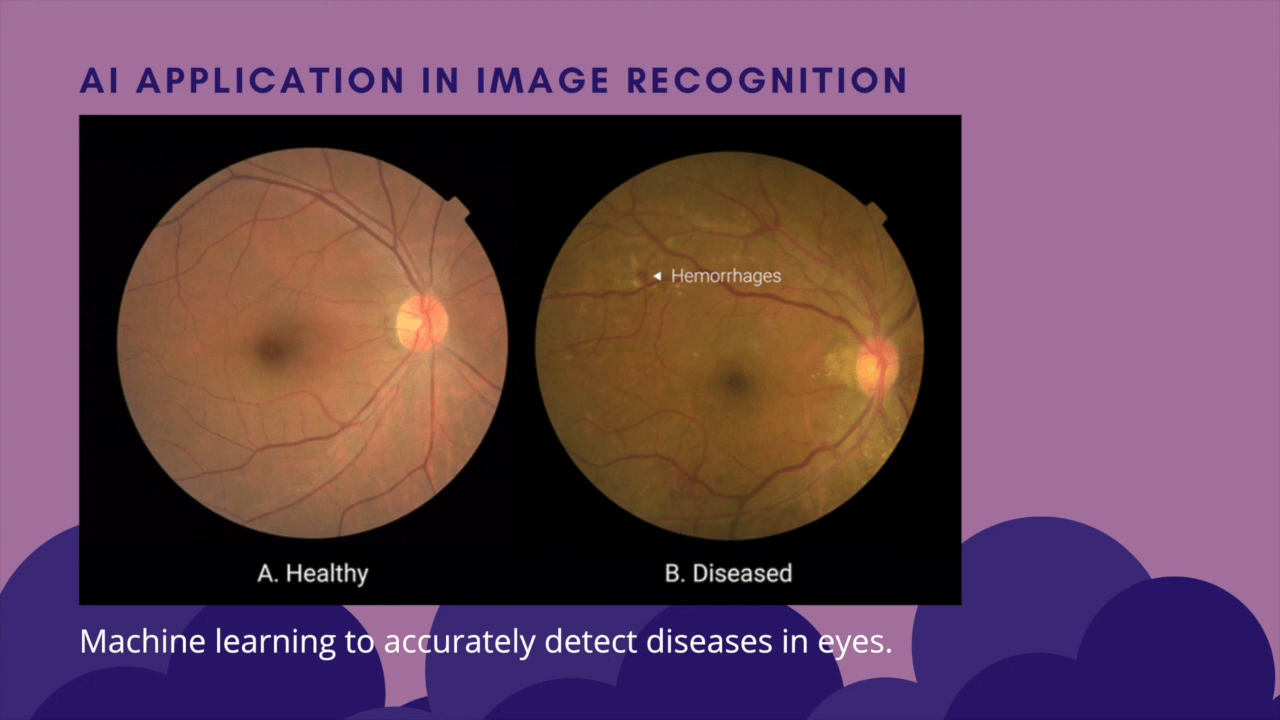 AI APPLICATION IN IMAGE RECOGNITION
◄ Hemorrhages
A. Healthy
B. Diseased
Machine learning to accurately detect diseases in eyes.